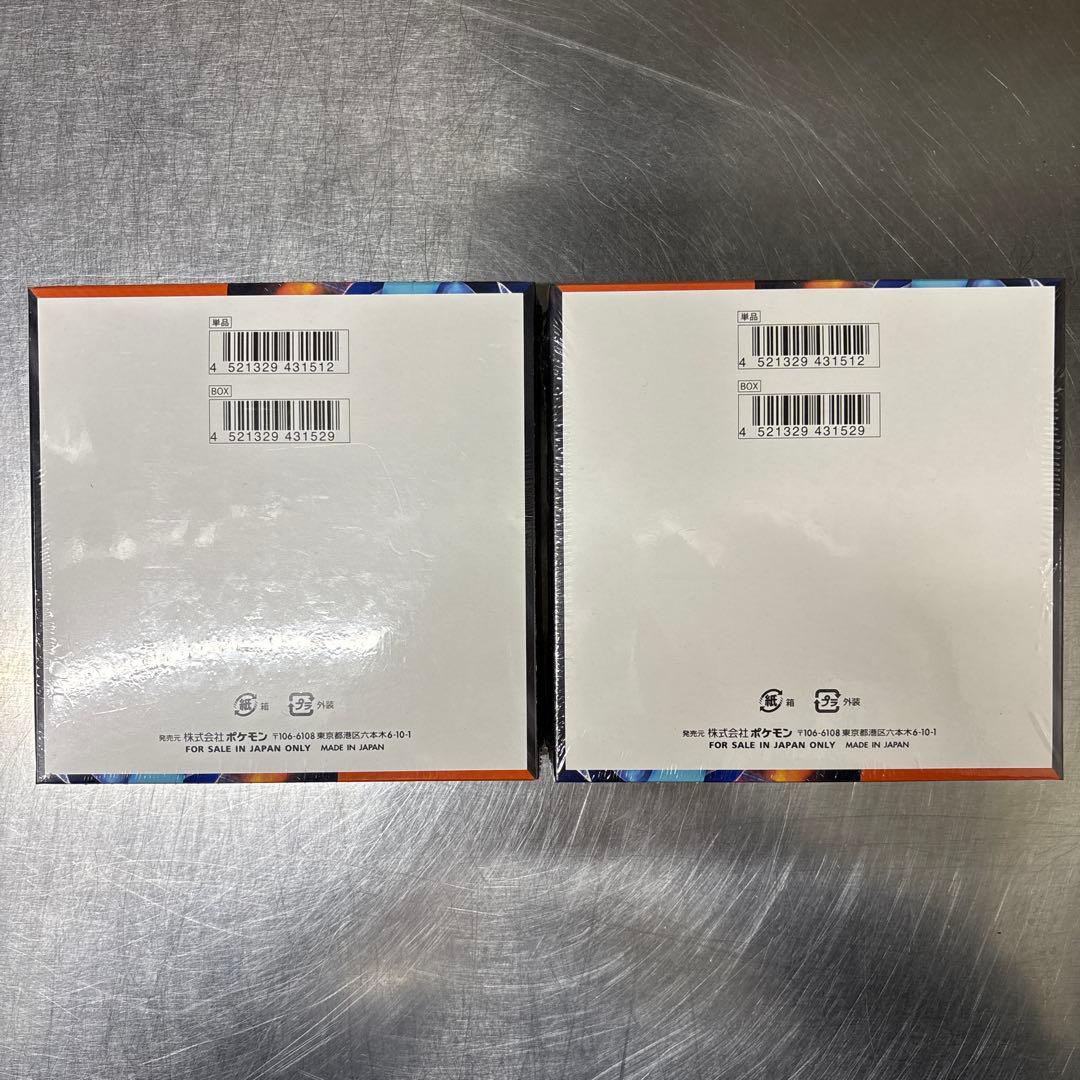 単品
4 521329 431512
BOX
4 521329 431529
紙 箱 プラ 外装
発売元 株式会社ポケモン 〒106-6108 東京都港区六本木6-10-1
FOR SALE IN JAPAN ONLY MADE IN JAPAN
単品
4 521329 431512
BOX
4 521329 431529
紙 箱 プラ 外装
発売元 株式会社ポケモン 〒106-6108 東京都港区六本木6-10-1
FOR SALE IN JAPAN ONLY MADE IN JAPAN